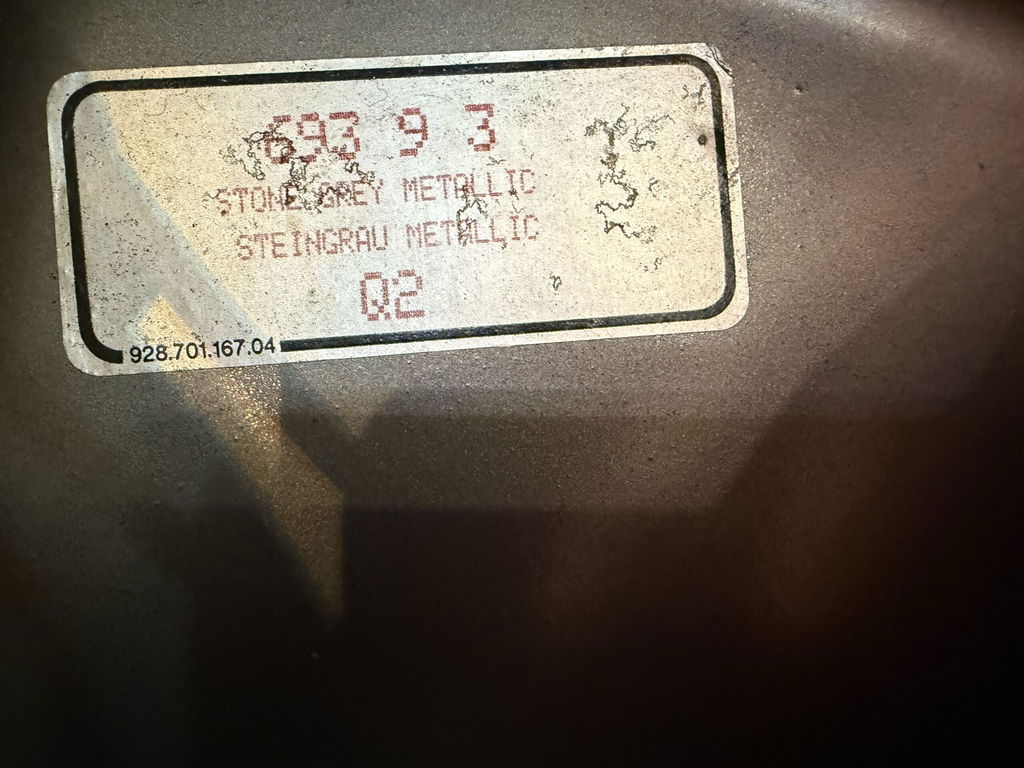 693 9 3
STONE GREY METALLIC
STEINGRAU METALLIC
Q2
928.701.167.04